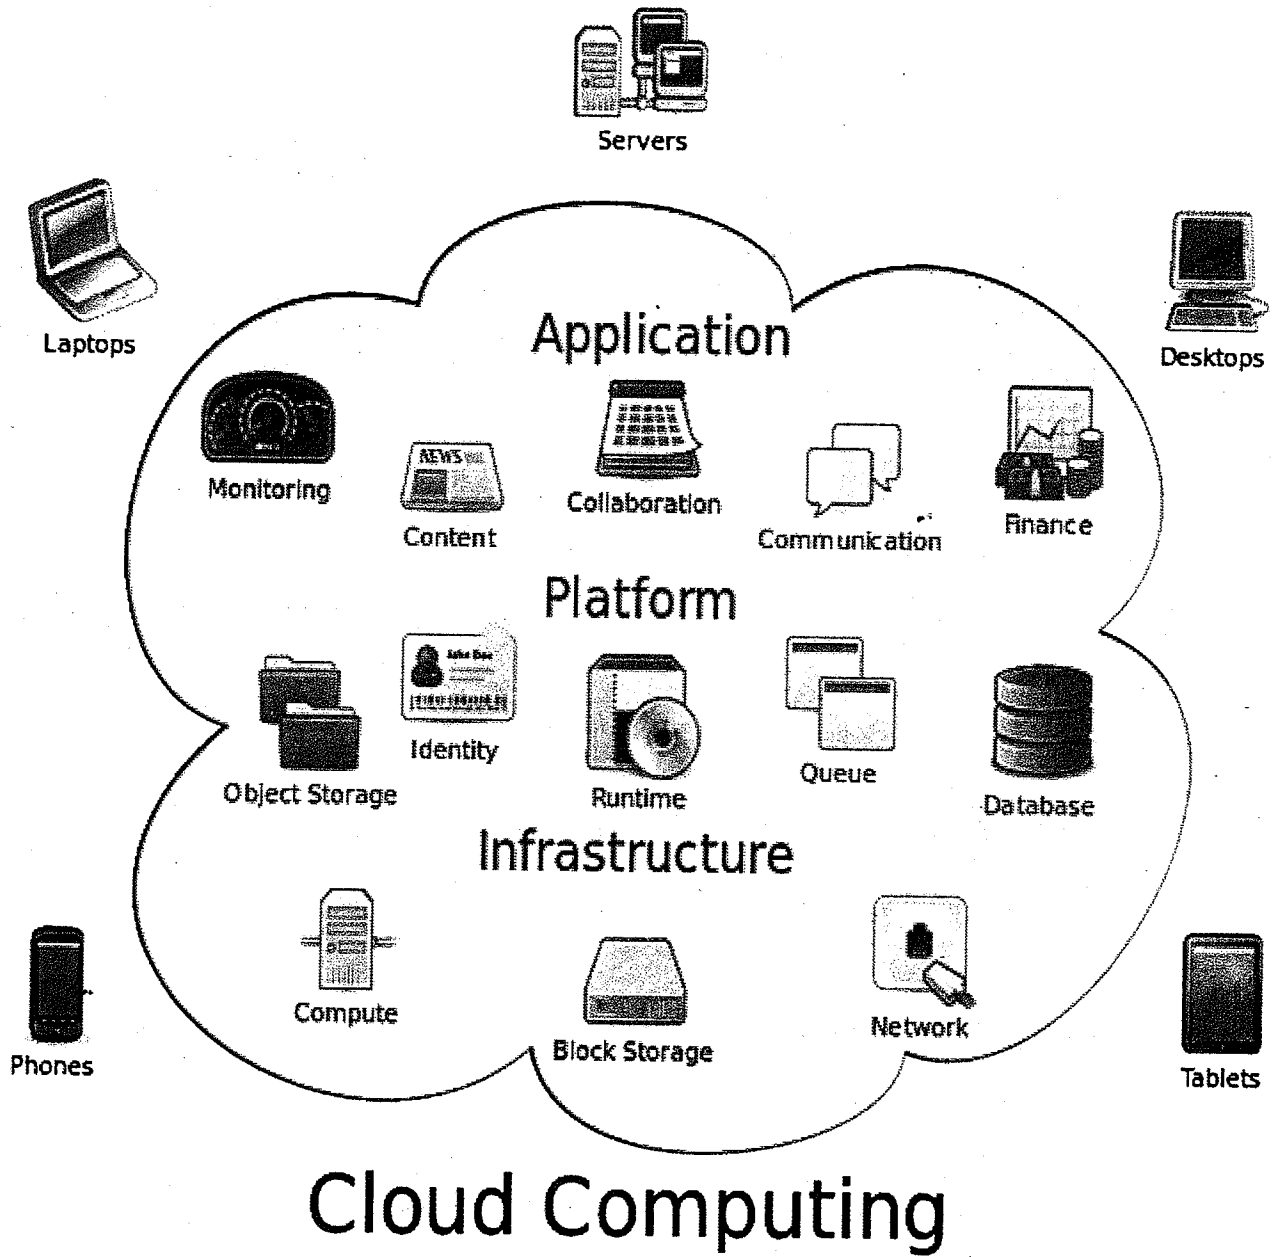 Servers
Laptops
Desktops
Application
Monitoring
Content
Collaboration
Communication
Finance
NEWS
Platform
Object Storage
Identity
Runtime
Queue
Database
Infrastructure
Compute
Block Storage
Network
Phones
Tablets
Cloud Computing